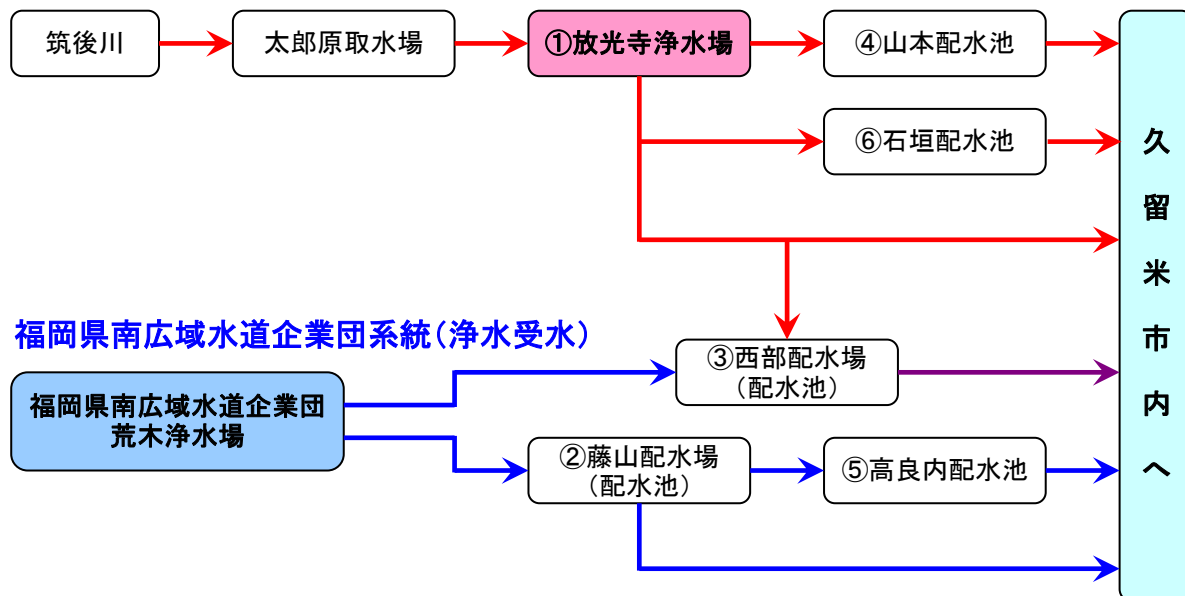 筑後川
太郎原取水場
①放光寺浄水場
④山本配水池
⑥石垣配水池
久留米市内へ
福岡県南広域水道企業団系統(浄水受水)
③西部配水場
(配水池)
福岡県南広域水道企業団
荒木浄水場
②藤山配水場
(配水池)
⑤高良内配水池